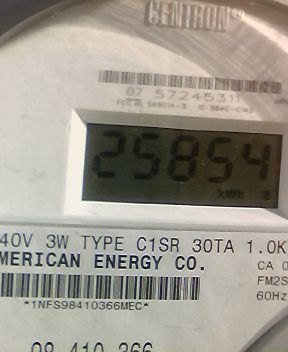 CENTRON®
07 57245311
25854
kWh
40V 3W TYPE C1SR 30TA 1.0K
MERICAN ENERGY CO.
CA 0
FM2S
60Hz
*1NFS98410366MEC*
98 410 366